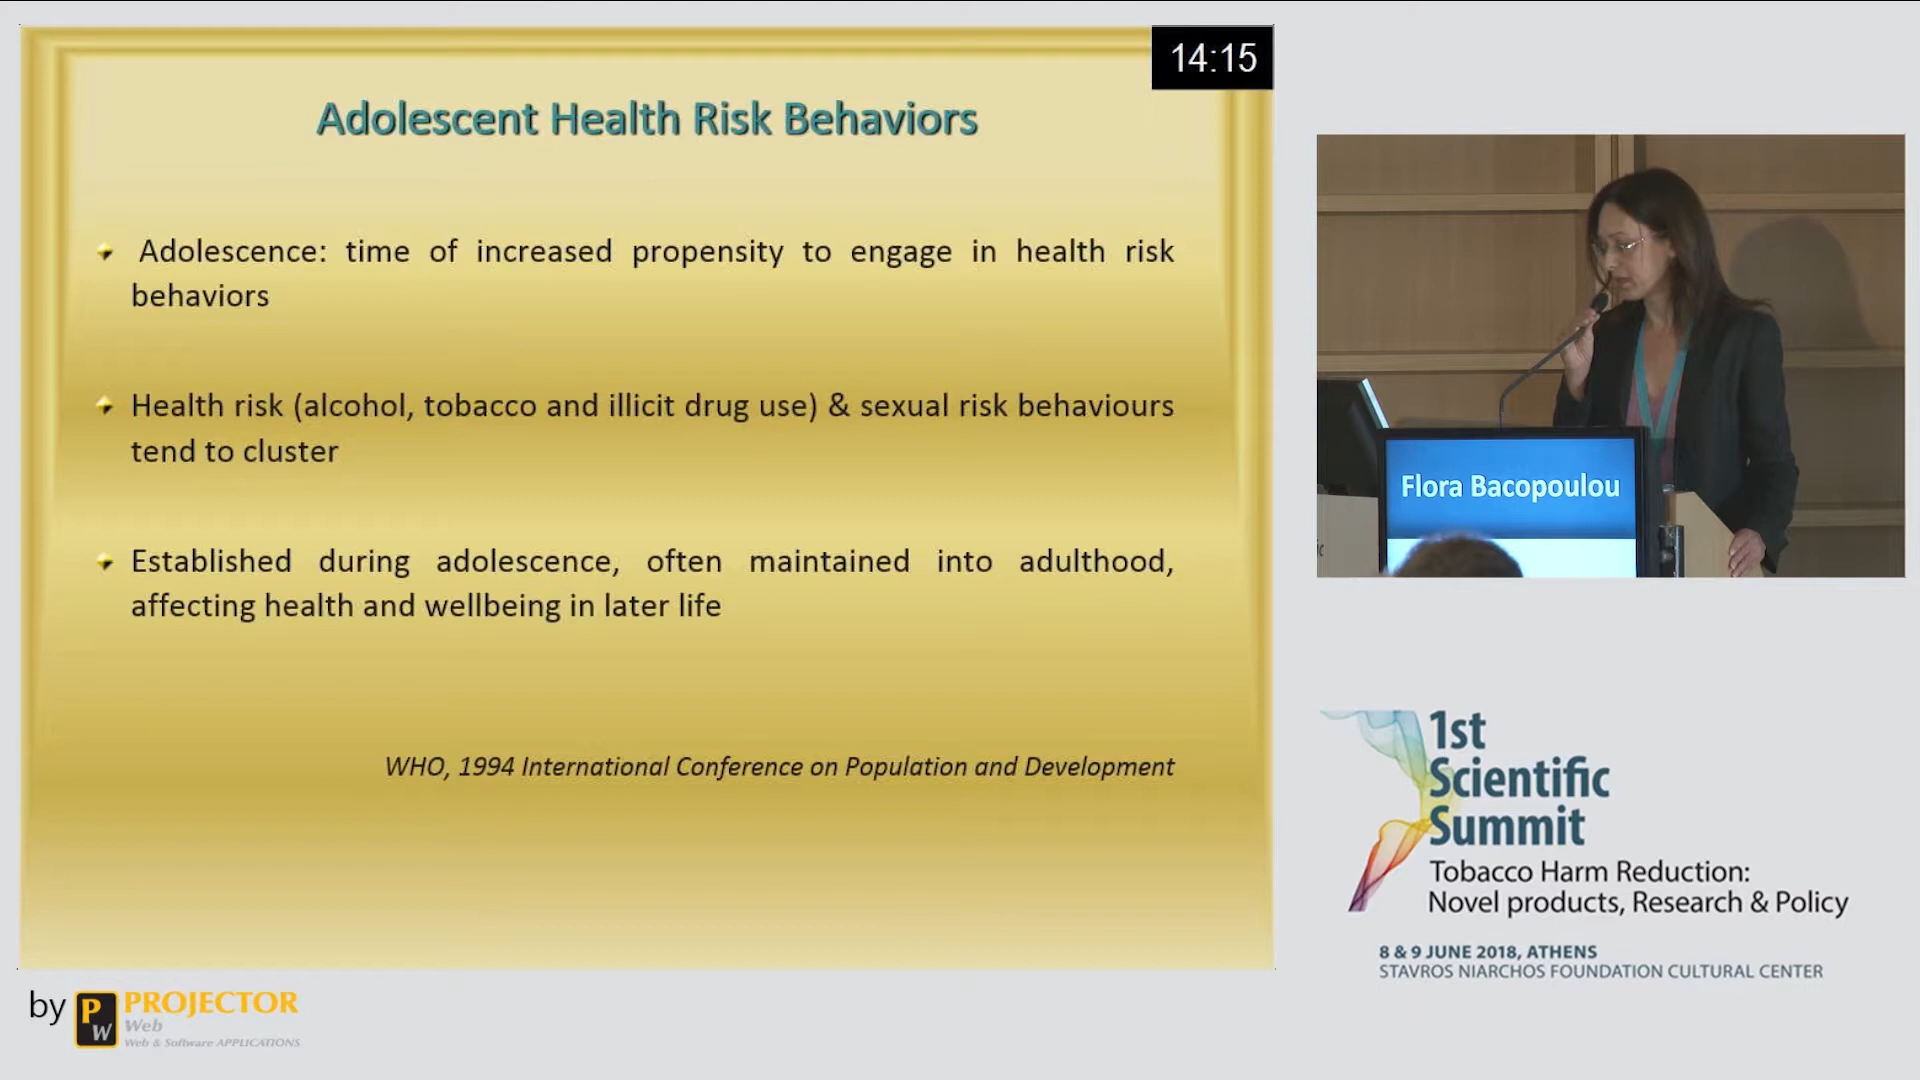 14:15
Adolescent Health Risk Behaviors
Adolescence: time of increased propensity to engage in health risk
behaviors
Health risk (alcohol, tobacco and illicit drug use) & sexual risk behaviours
tend to cluster
Established during adolescence, often maintained into adulthood,
affecting health and wellbeing in later life
WHO, 1994 International Conference on Population and Development
Flora Bacopoulou
1st
Scientific
Summit
Tobacco Harm Reduction:
Novel products, Research & Policy
8 & 9 JUNE 2018, ATHENS
STAVROS NIARCHOS FOUNDATION CULTURAL CENTER
by PW PROJECTOR
Web
Web & Software APPLICATIONS